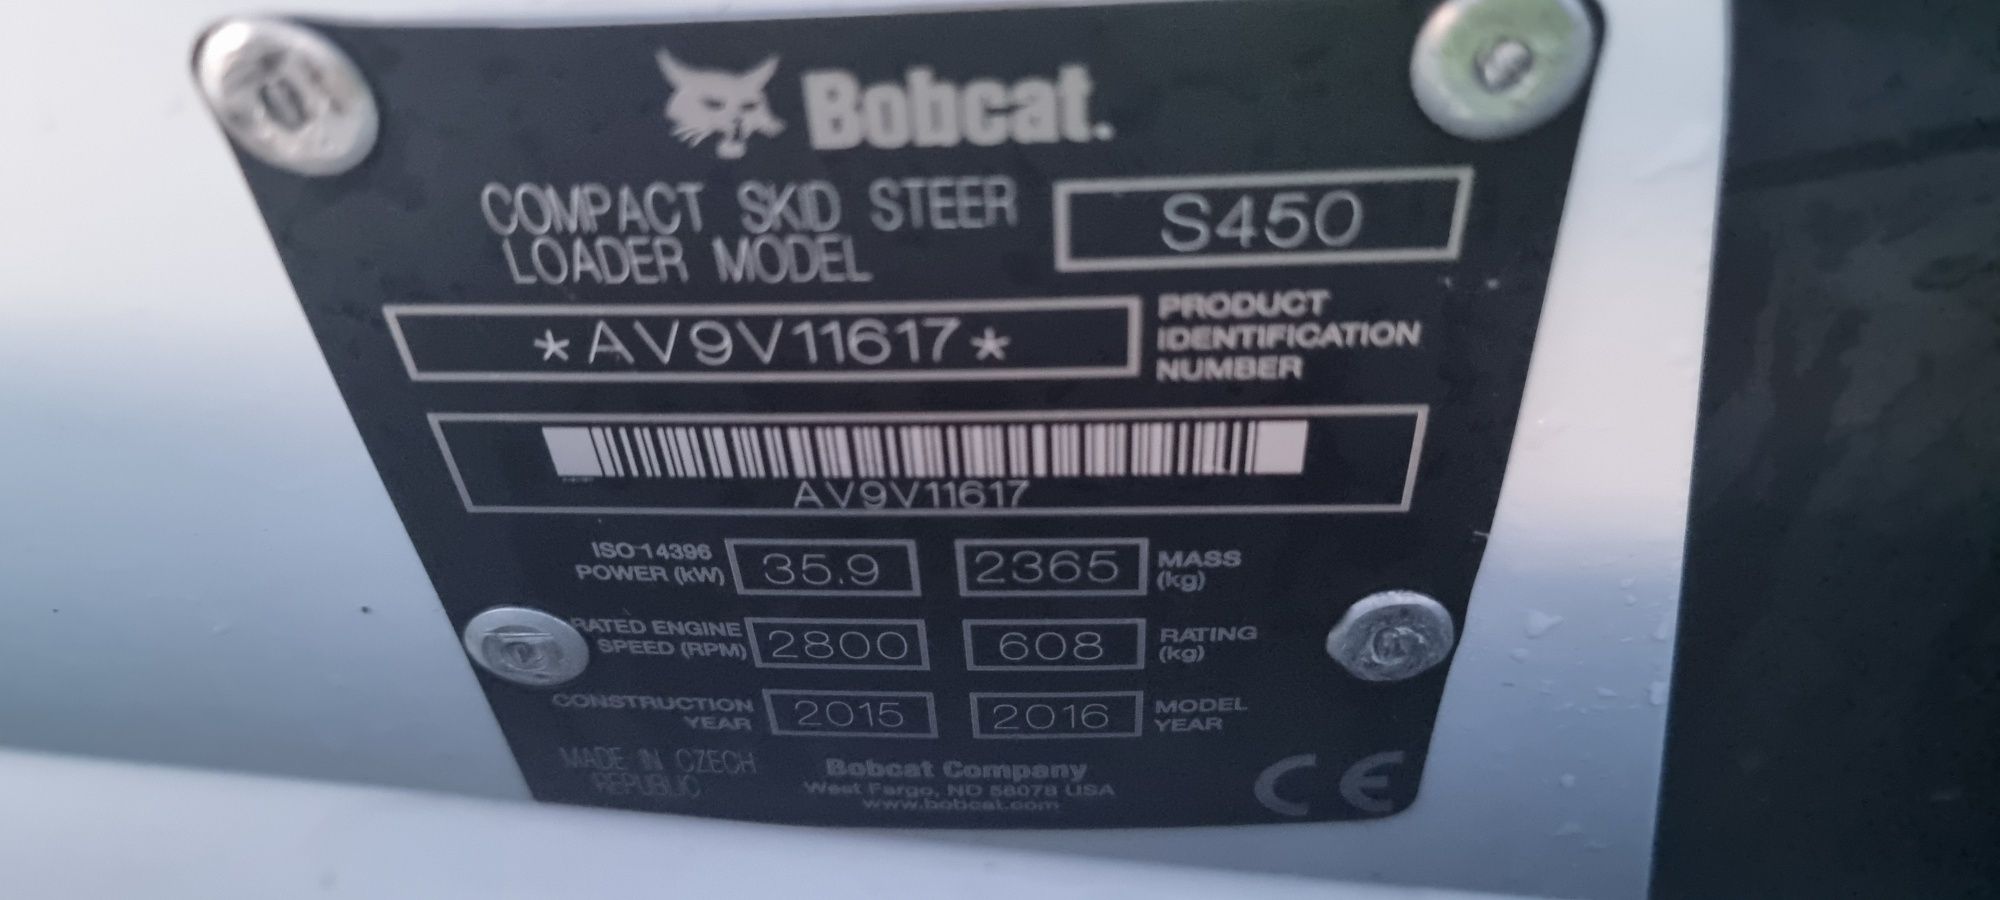 Bobcat.
COMPACT SKID STEER
LOADER MODEL
S450
*AV9V11617*
PRODUCT
IDENTIFICATION
NUMBER
AV9V11617
ISO 14396
POWER (kW)
35.9
2365
MASS
(kg)
RATED ENGINE
SPEED (RPM)
2800
608
RATING
(kg)
CONSTRUCTION
YEAR
2015
2016
MODEL
YEAR
MADE IN CZECH
REPUBLIC
Bobcat Company
West Fargo, ND 58078 USA
www.bobcat.com
CE